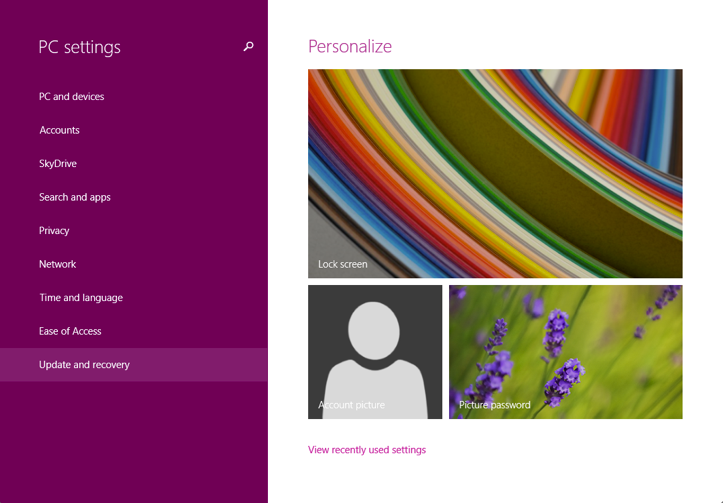 PC settings
PC and devices
Accounts
SkyDrive
Search and apps
Privacy
Network
Time and language
Ease of Access
Update and recovery
Personalize
Lock screen
Account picture
Picture password
View recently used settings